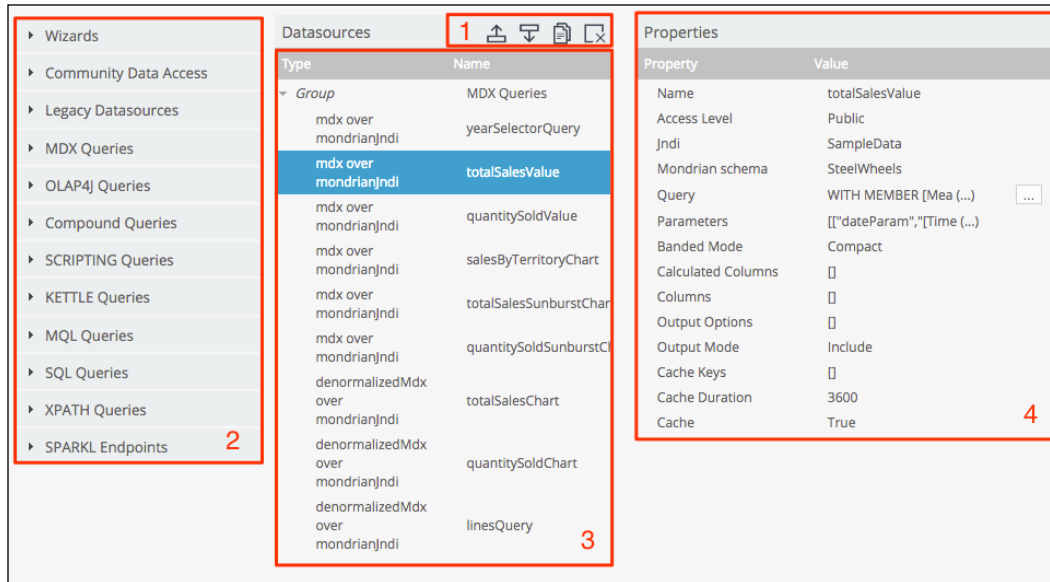 Wizards
Community Data Access
Legacy Datasources
MDX Queries
OLAP4J Queries
Compound Queries
SCRIPTING Queries
KETTLE Queries
MQL Queries
SQL Queries
XPATH Queries
SPARKL Endpoints
2
Datasources
1
Type Name
Group MDX Queries
mdx over
mondrianJndi
yearSelectorQuery
mdx over
mondrianJndi
totalSalesValue
mdx over
mondrianJndi
quantitySoldValue
mdx over
mondrianJndi
salesByTerritoryChart
mdx over
mondrianJndi
totalSalesSunburstChar
mdx over
mondrianJndi
quantitySoldSunburstCl
denormalizedMdx
over
mondrianJndi
totalSalesChart
denormalizedMdx
over
mondrianJndi
quantitySoldChart
denormalizedMdx
over
mondrianJndi
linesQuery
3
Properties
Property Value
Name totalSalesValue
Access Level Public
Jndi SampleData
Mondrian schema SteelWheels
Query WITH MEMBER [Mea (...) ...
Parameters [["dateParam","[Time (...)
Banded Mode Compact
Calculated Columns []
Columns []
Output Options []
Output Mode Include
Cache Keys []
Cache Duration 3600
Cache True
4